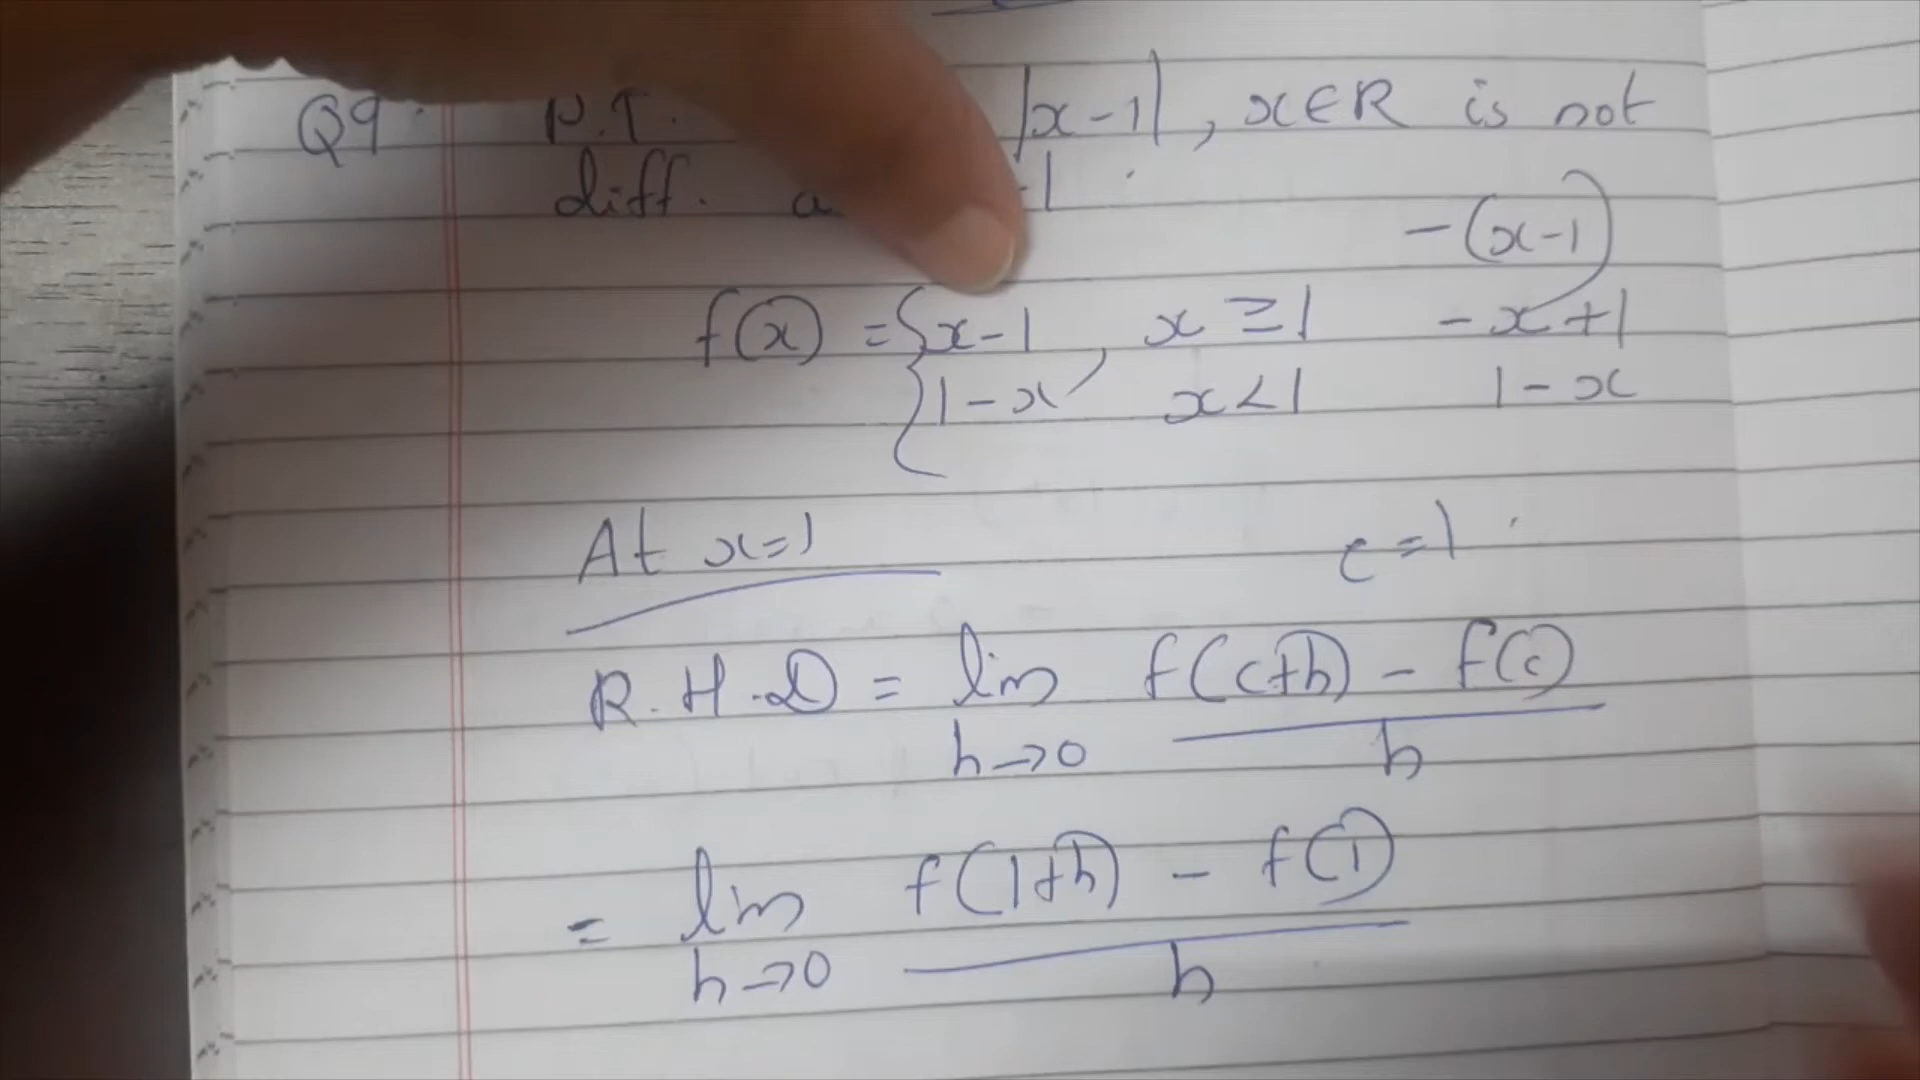 Q9. P.T. |x-1|, x∈R is not
diff. a -1.
-(x-1)
f(x) = { x-1, x ≥ 1 -x+1
1-x, x < 1 1-x
At x=1 c=1
R.H.D = lim f(c+h) - f(c)
h→0 h
= lim f(1+h) - f(1)
h→0 h